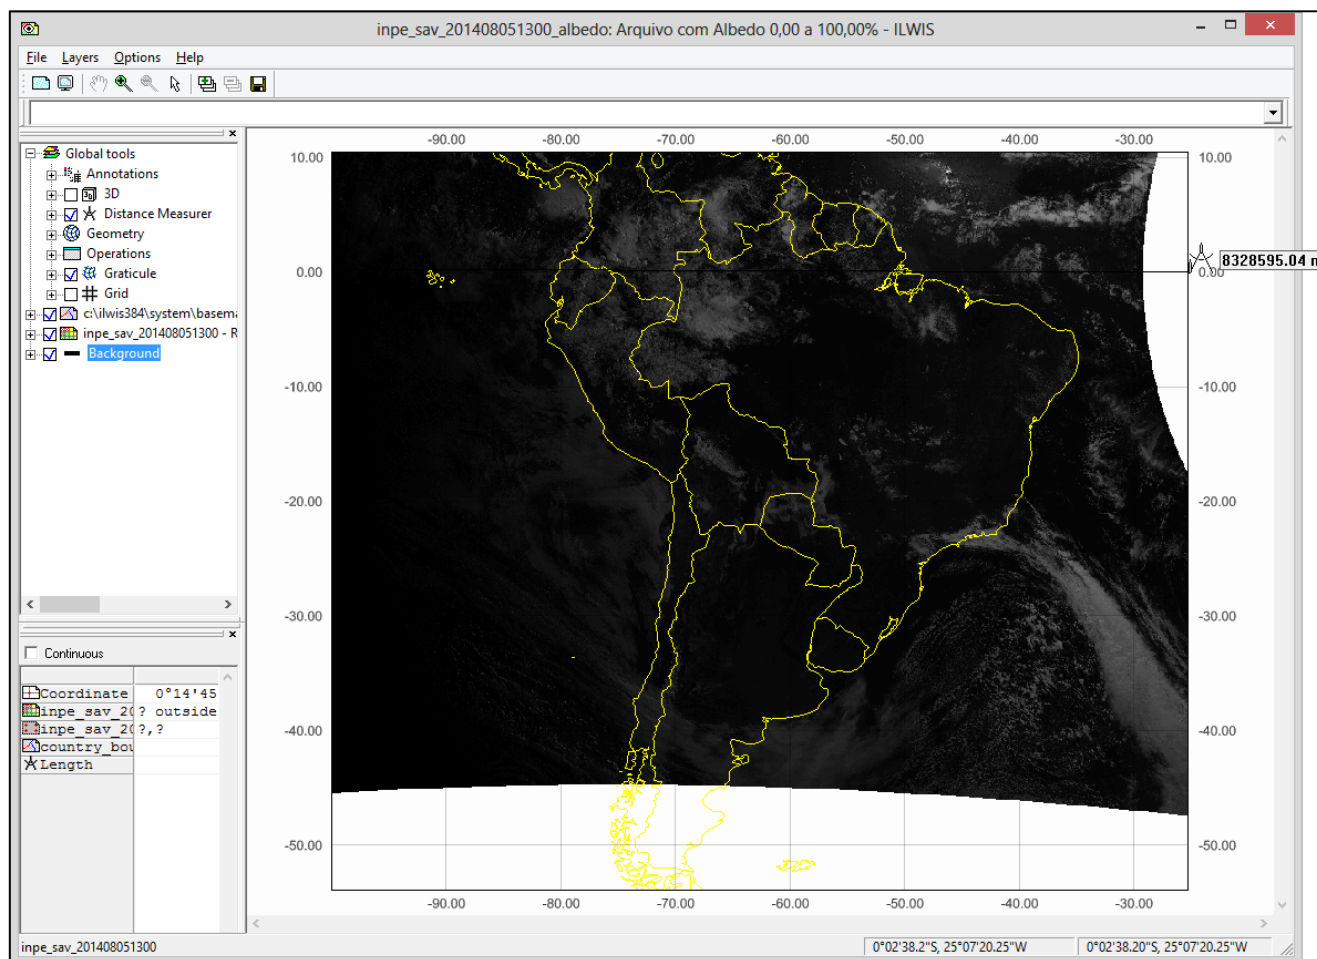 inpe_sav_201408051300_albedo: Arquivo com Albedo 0,00 a 100,00% - ILWIS
File Layers Options Help
Global tools
Annotations
3D
Distance Measurer
Geometry
Operations
Graticule
Grid
c:\ilwis384\system\basema
inpe_sav_201408051300 - R
Background
Continuous
Coordinate 0°14'45
inpe_sav_20 ? outside
inpe_sav_20 ?,?
country_bou
Length
-90.00 -80.00 -70.00 -60.00 -50.00 -40.00 -30.00
10.00 10.00
8328595.04 m
0.00 0.00
-10.00 -10.00
-20.00 -20.00
-30.00 -30.00
-40.00 -40.00
-50.00 -50.00
-90.00 -80.00 -70.00 -60.00 -50.00 -40.00 -30.00
inpe_sav_201408051300 0°02'38.2"S, 25°07'20.25"W 0°02'38.20"S, 25°07'20.25"W